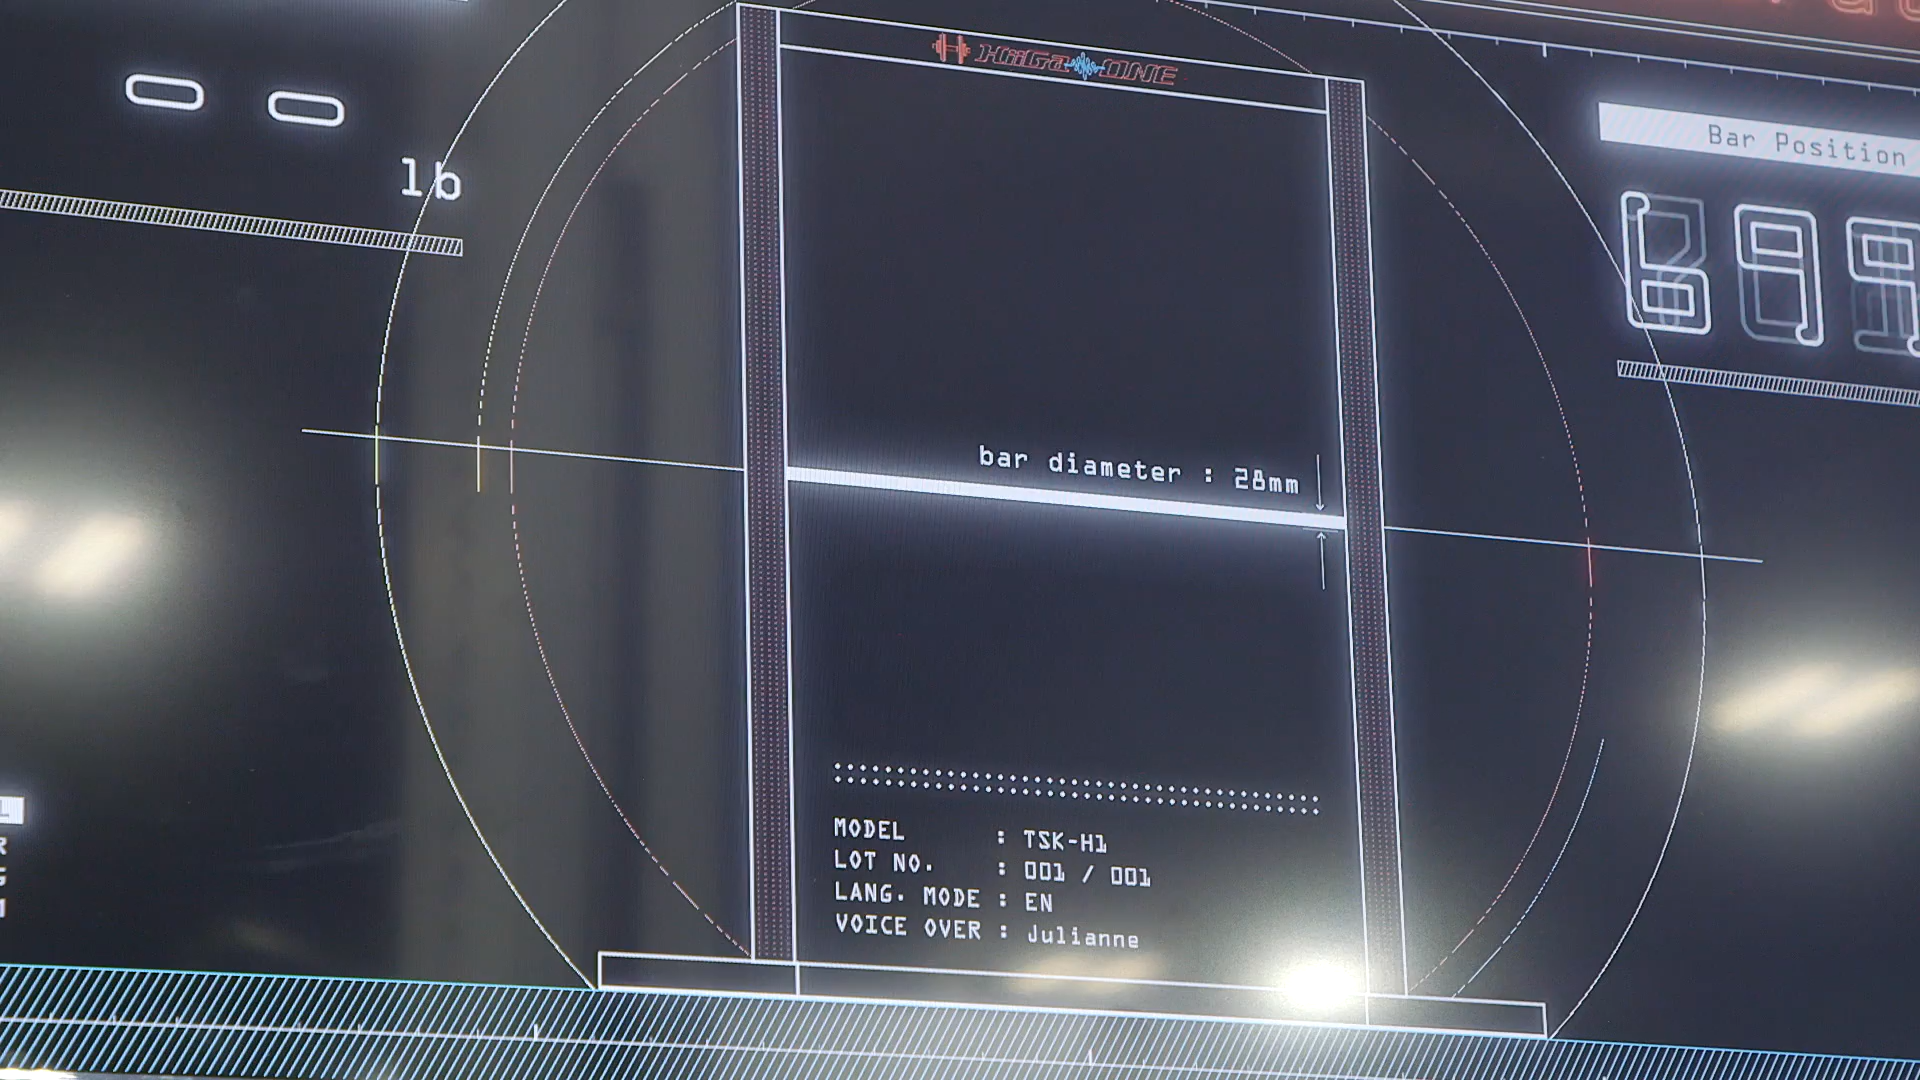 HiiGa ONE
lb
Bar Position
699
bar diameter : 28mm
MODEL : TSK-H1
LOT NO. : 001 / 001
LANG. MODE : EN
VOICE OVER : Julianne